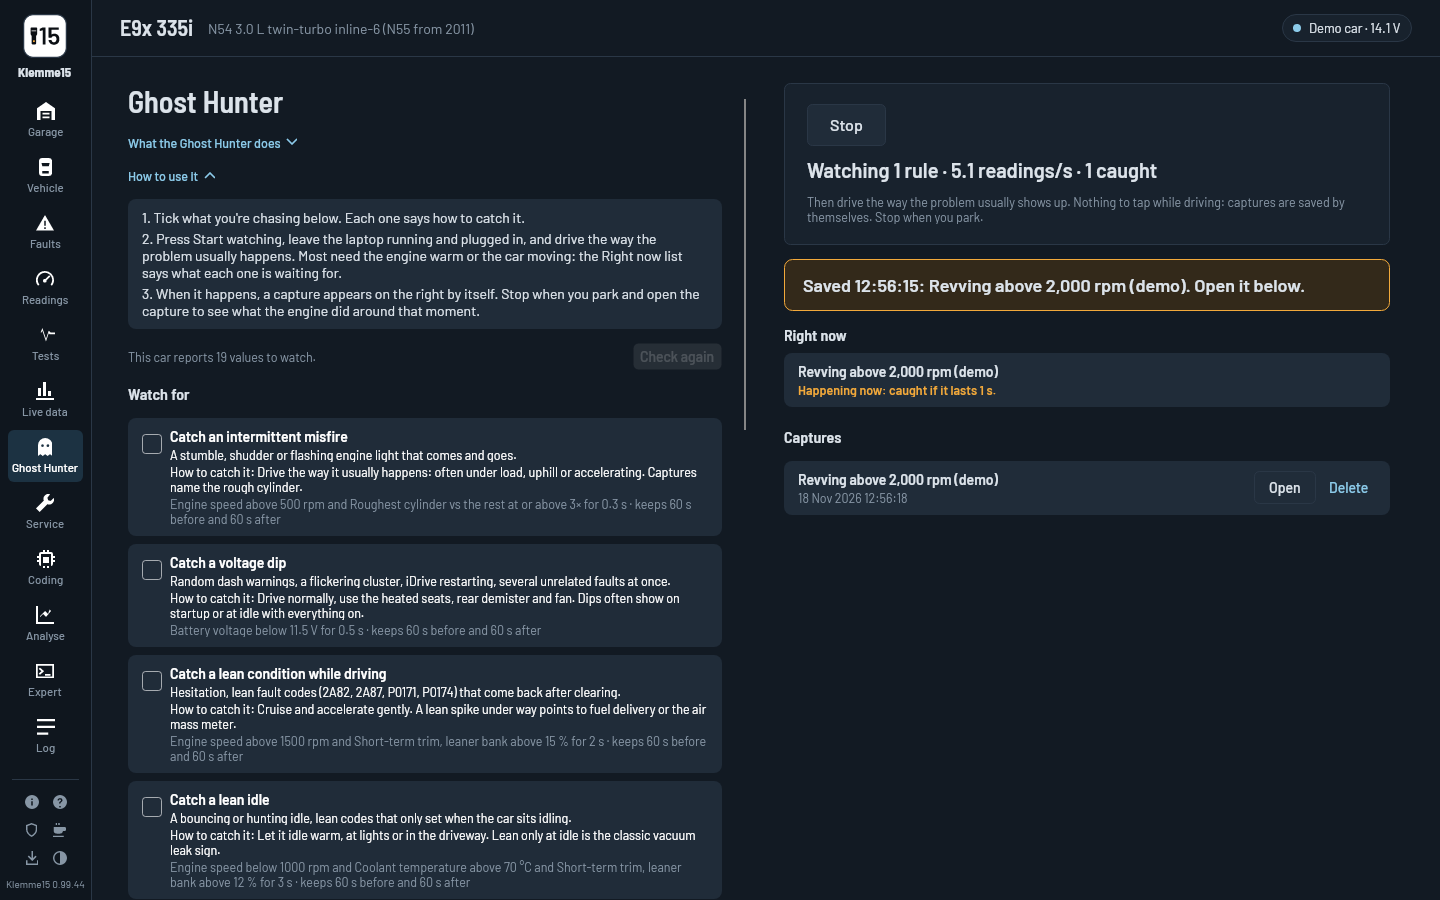 E9x 335i
N54 3.0 L twin-turbo inline-6 (N55 from 2011)
Demo car · 14.1 V
15
Klemme15
Garage
Vehicle
Faults
Readings
Tests
Live data
Ghost Hunter
Service
Coding
Analyse
Expert
Log
Klemme15 0.99.44
Ghost Hunter
What the Ghost Hunter does
How to use it
1. Tick what you're chasing below. Each one says how to catch it.
2. Press Start watching, leave the laptop running and plugged in, and drive the way the
problem usually happens. Most need the engine warm or the car moving: the Right now list
says what each one is waiting for.
3. When it happens, a capture appears on the right by itself. Stop when you park and open the
capture to see what the engine did around that moment.
This car reports 19 values to watch.
Check again
Watch for
Catch an intermittent misfire
A stumble, shudder or flashing engine light that comes and goes.
How to catch it: Drive the way it usually happens: often under load, uphill or accelerating. Captures
name the rough cylinder.
Engine speed above 500 rpm and Roughest cylinder vs the rest at or above 3× for 0.3 s · keeps 60 s
before and 60 s after
Catch a voltage dip
Random dash warnings, a flickering cluster, iDrive restarting, several unrelated faults at once.
How to catch it: Drive normally, use the heated seats, rear demister and fan. Dips often show on
startup or at idle with everything on.
Battery voltage below 11.5 V for 0.5 s · keeps 60 s before and 60 s after
Catch a lean condition while driving
Hesitation, lean fault codes (2A82, 2A87, P0171, P0174) that come back after clearing.
How to catch it: Cruise and accelerate gently. A lean spike under way points to fuel delivery or the air
mass meter.
Engine speed above 1500 rpm and Short-term trim, leaner bank above 15 % for 2 s · keeps 60 s before
and 60 s after
Catch a lean idle
A bouncing or hunting idle, lean codes that only set when the car sits idling.
How to catch it: Let it idle warm, at lights or in the driveway. Lean only at idle is the classic vacuum
leak sign.
Engine speed below 1000 rpm and Coolant temperature above 70 °C and Short-term trim, leaner
bank above 12 % for 3 s · keeps 60 s before and 60 s after
Stop
Watching 1 rule · 5.1 readings/s · 1 caught
Then drive the way the problem usually shows up. Nothing to tap while driving: captures are saved by
themselves. Stop when you park.
Saved 12:56:15: Revving above 2,000 rpm (demo). Open it below.
Right now
Revving above 2,000 rpm (demo)
Happening now: caught if it lasts 1 s.
Captures
Revving above 2,000 rpm (demo)
18 Nov 2026 12:56:18
Open
Delete